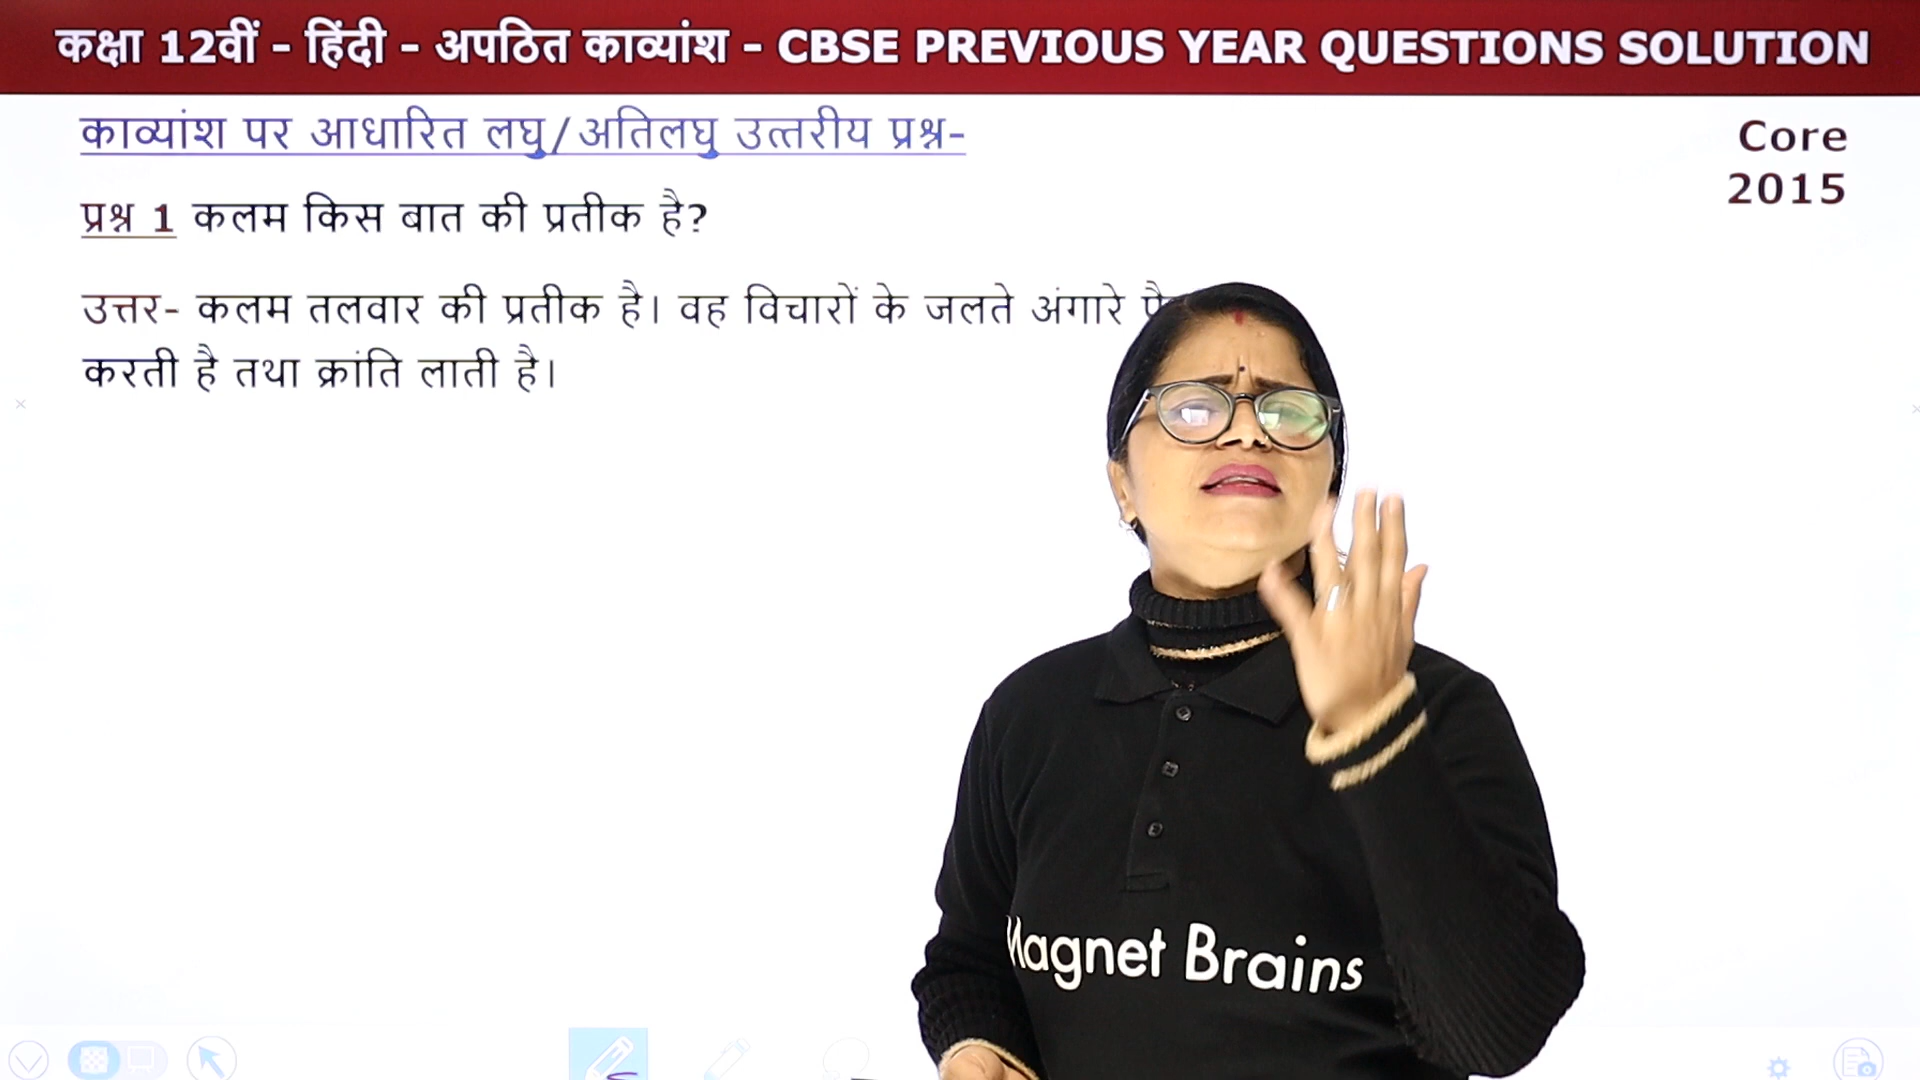 कक्षा 12वीं - हिंदी - अपठित काव्यांश - CBSE PREVIOUS YEAR QUESTIONS SOLUTION
काव्यांश पर आधारित लघु/अतिलघु उत्तरीय प्रश्न-
Core
2015
प्रश्न 1 कलम किस बात की प्रतीक है?
उत्तर- कलम तलवार की प्रतीक है। वह विचारों के जलते अंगारे
करती है तथा क्रांति लाती है।
Magnet Brains